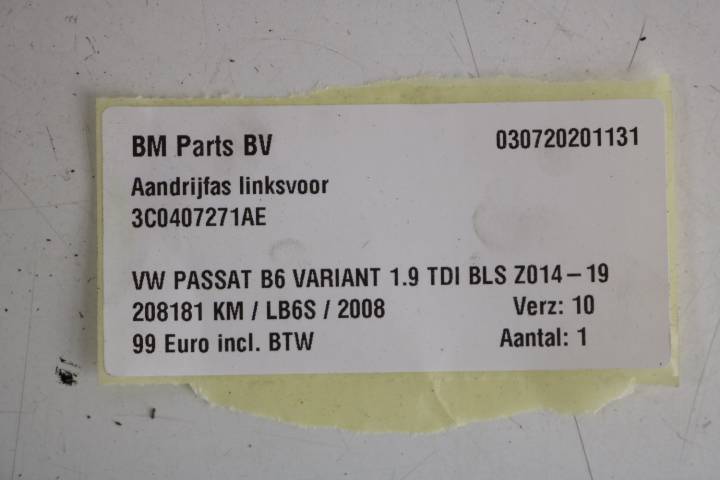 BM Parts BV 030720201131
Aandrijfas linksvoor
3C0407271AE
VW PASSAT B6 VARIANT 1.9 TDI BLS Z014-19
208181 KM / LB6S / 2008 Verz: 10
99 Euro incl. BTW Aantal: 1